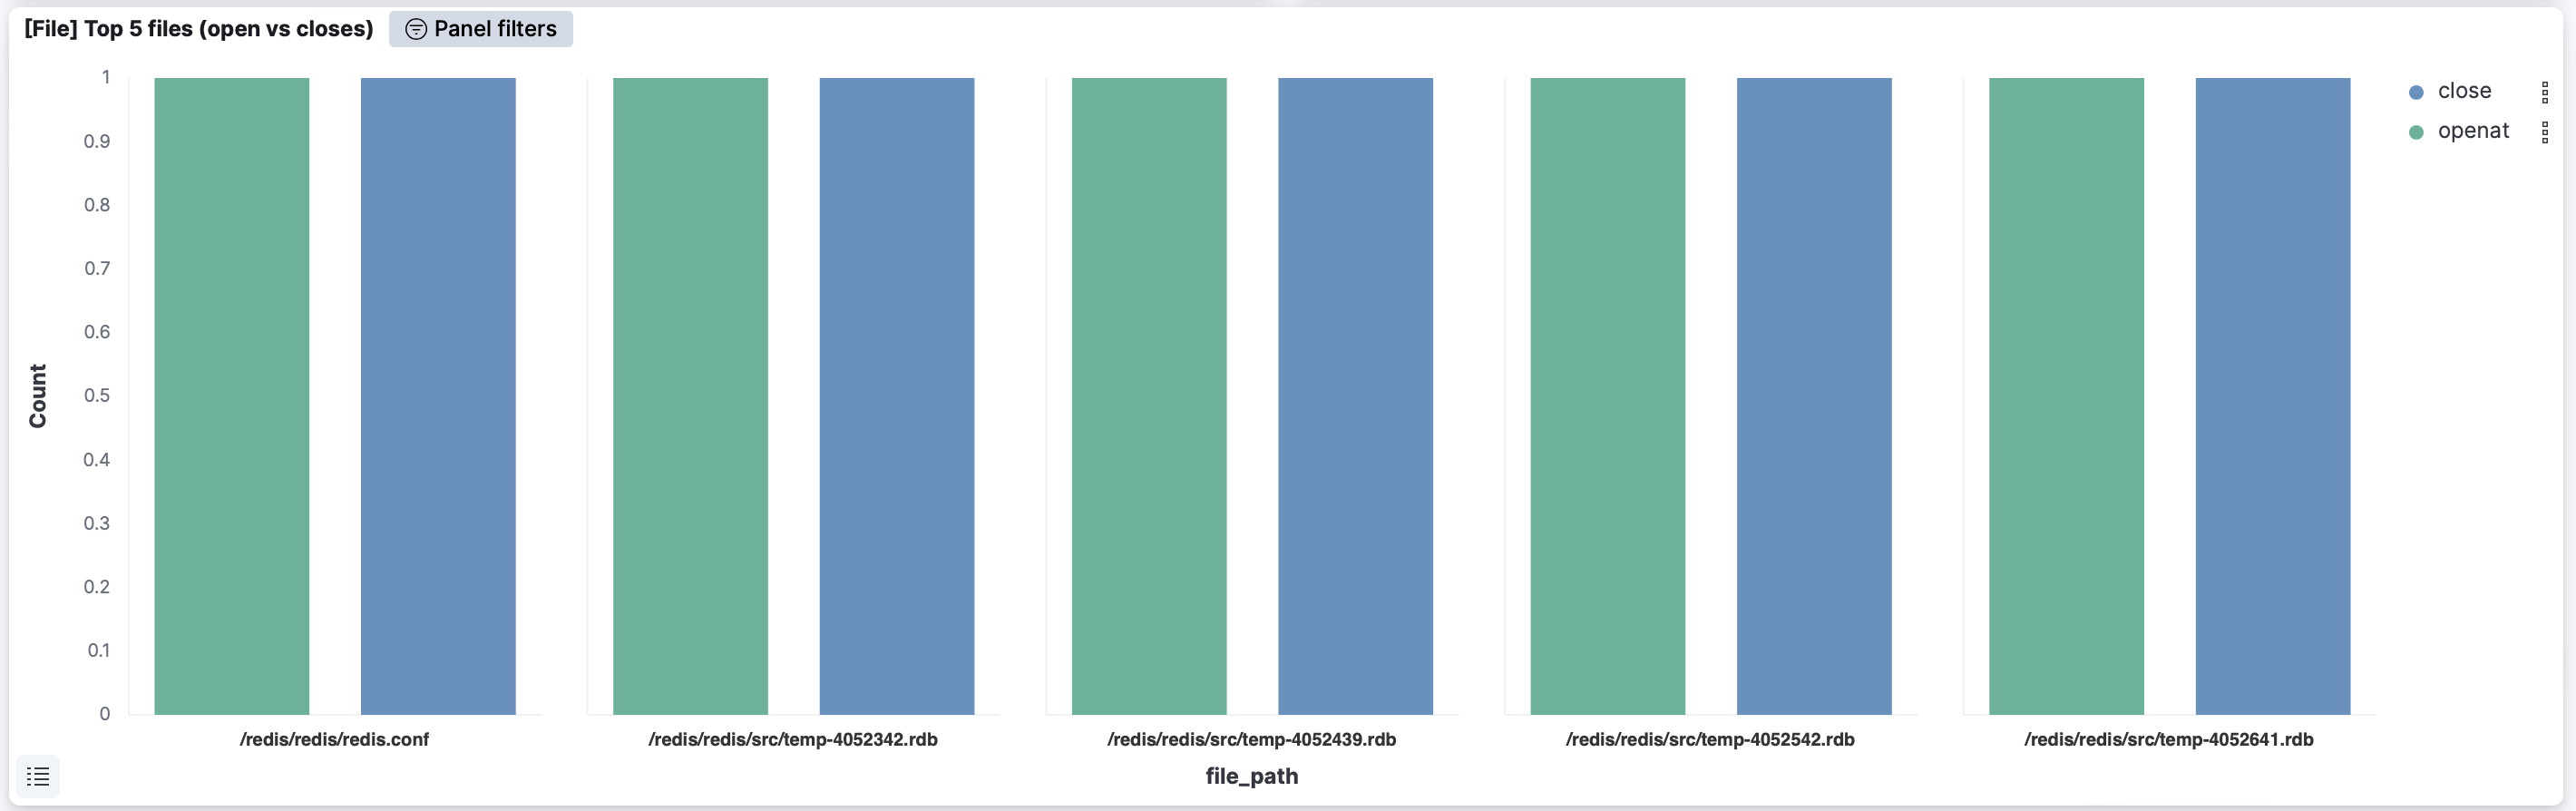 [File] Top 5 files (open vs closes) Panel filters
1
0.9
0.8
0.7
0.6
0.5
0.4
0.3
0.2
0.1
0
Count
/redis/redis/redis.conf
/redis/redis/src/temp-4052342.rdb
/redis/redis/src/temp-4052439.rdb
/redis/redis/src/temp-4052542.rdb
/redis/redis/src/temp-4052641.rdb
file_path
close
openat